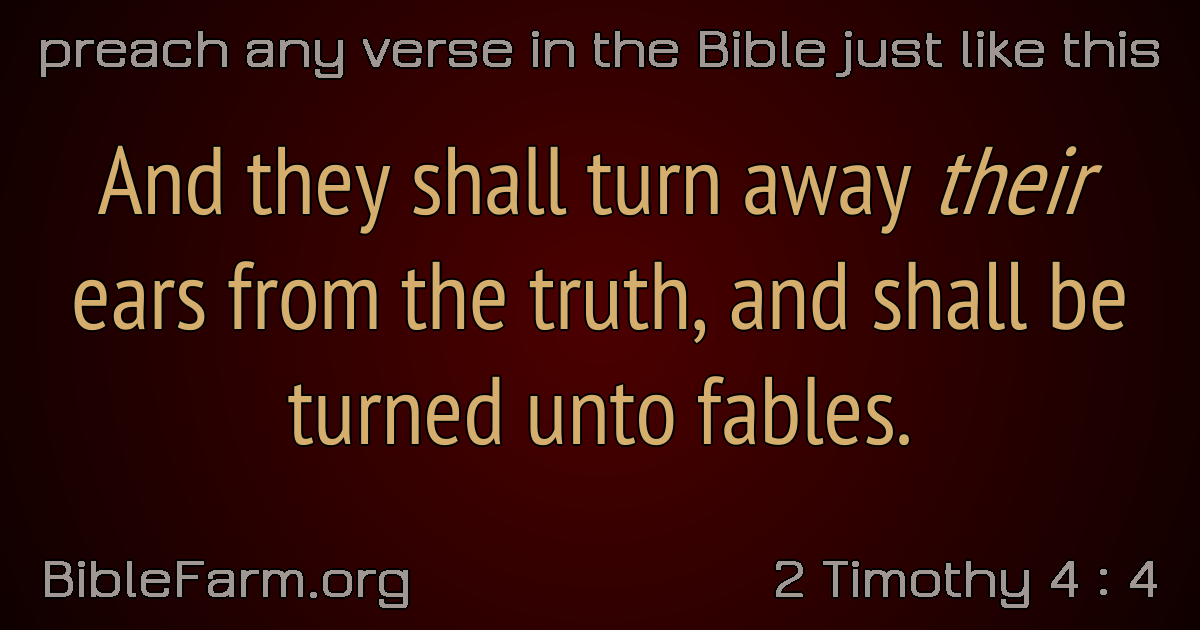 preach any verse in the Bible just like this
And they shall turn away their
ears from the truth, and shall be
turned unto fables.
BibleFarm.org
2 Timothy 4 : 4